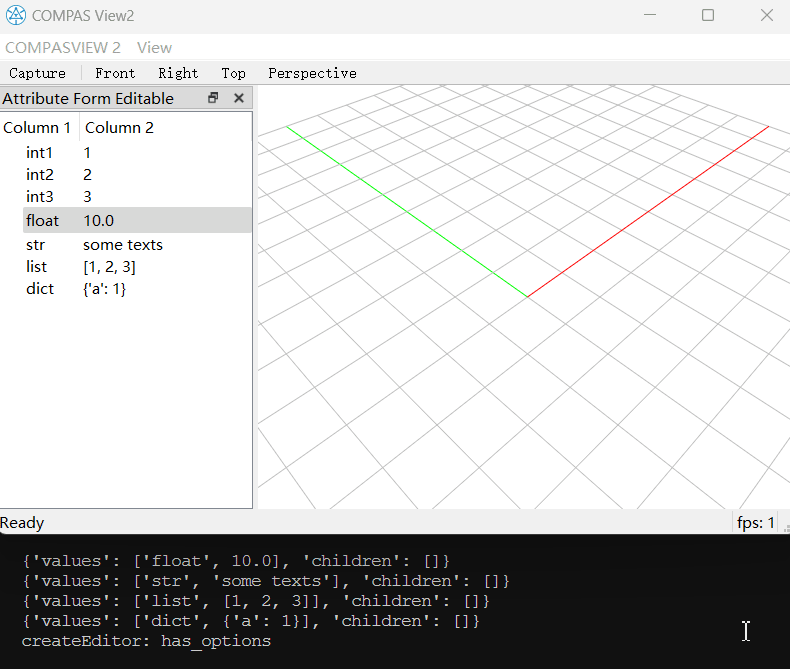 COMPAS View2
COMPASVIEW 2 View
Capture Front Right Top Perspective
Attribute Form Editable
Column 1 Column 2
int1 1
int2 2
int3 3
float 10.0
str some texts
list [1, 2, 3]
dict {'a': 1}
Ready fps: 1
{'values': ['float', 10.0], 'children': []}
{'values': ['str', 'some texts'], 'children': []}
{'values': ['list', [1, 2, 3]], 'children': []}
{'values': ['dict', {'a': 1}], 'children': []}
createEditor: has_options